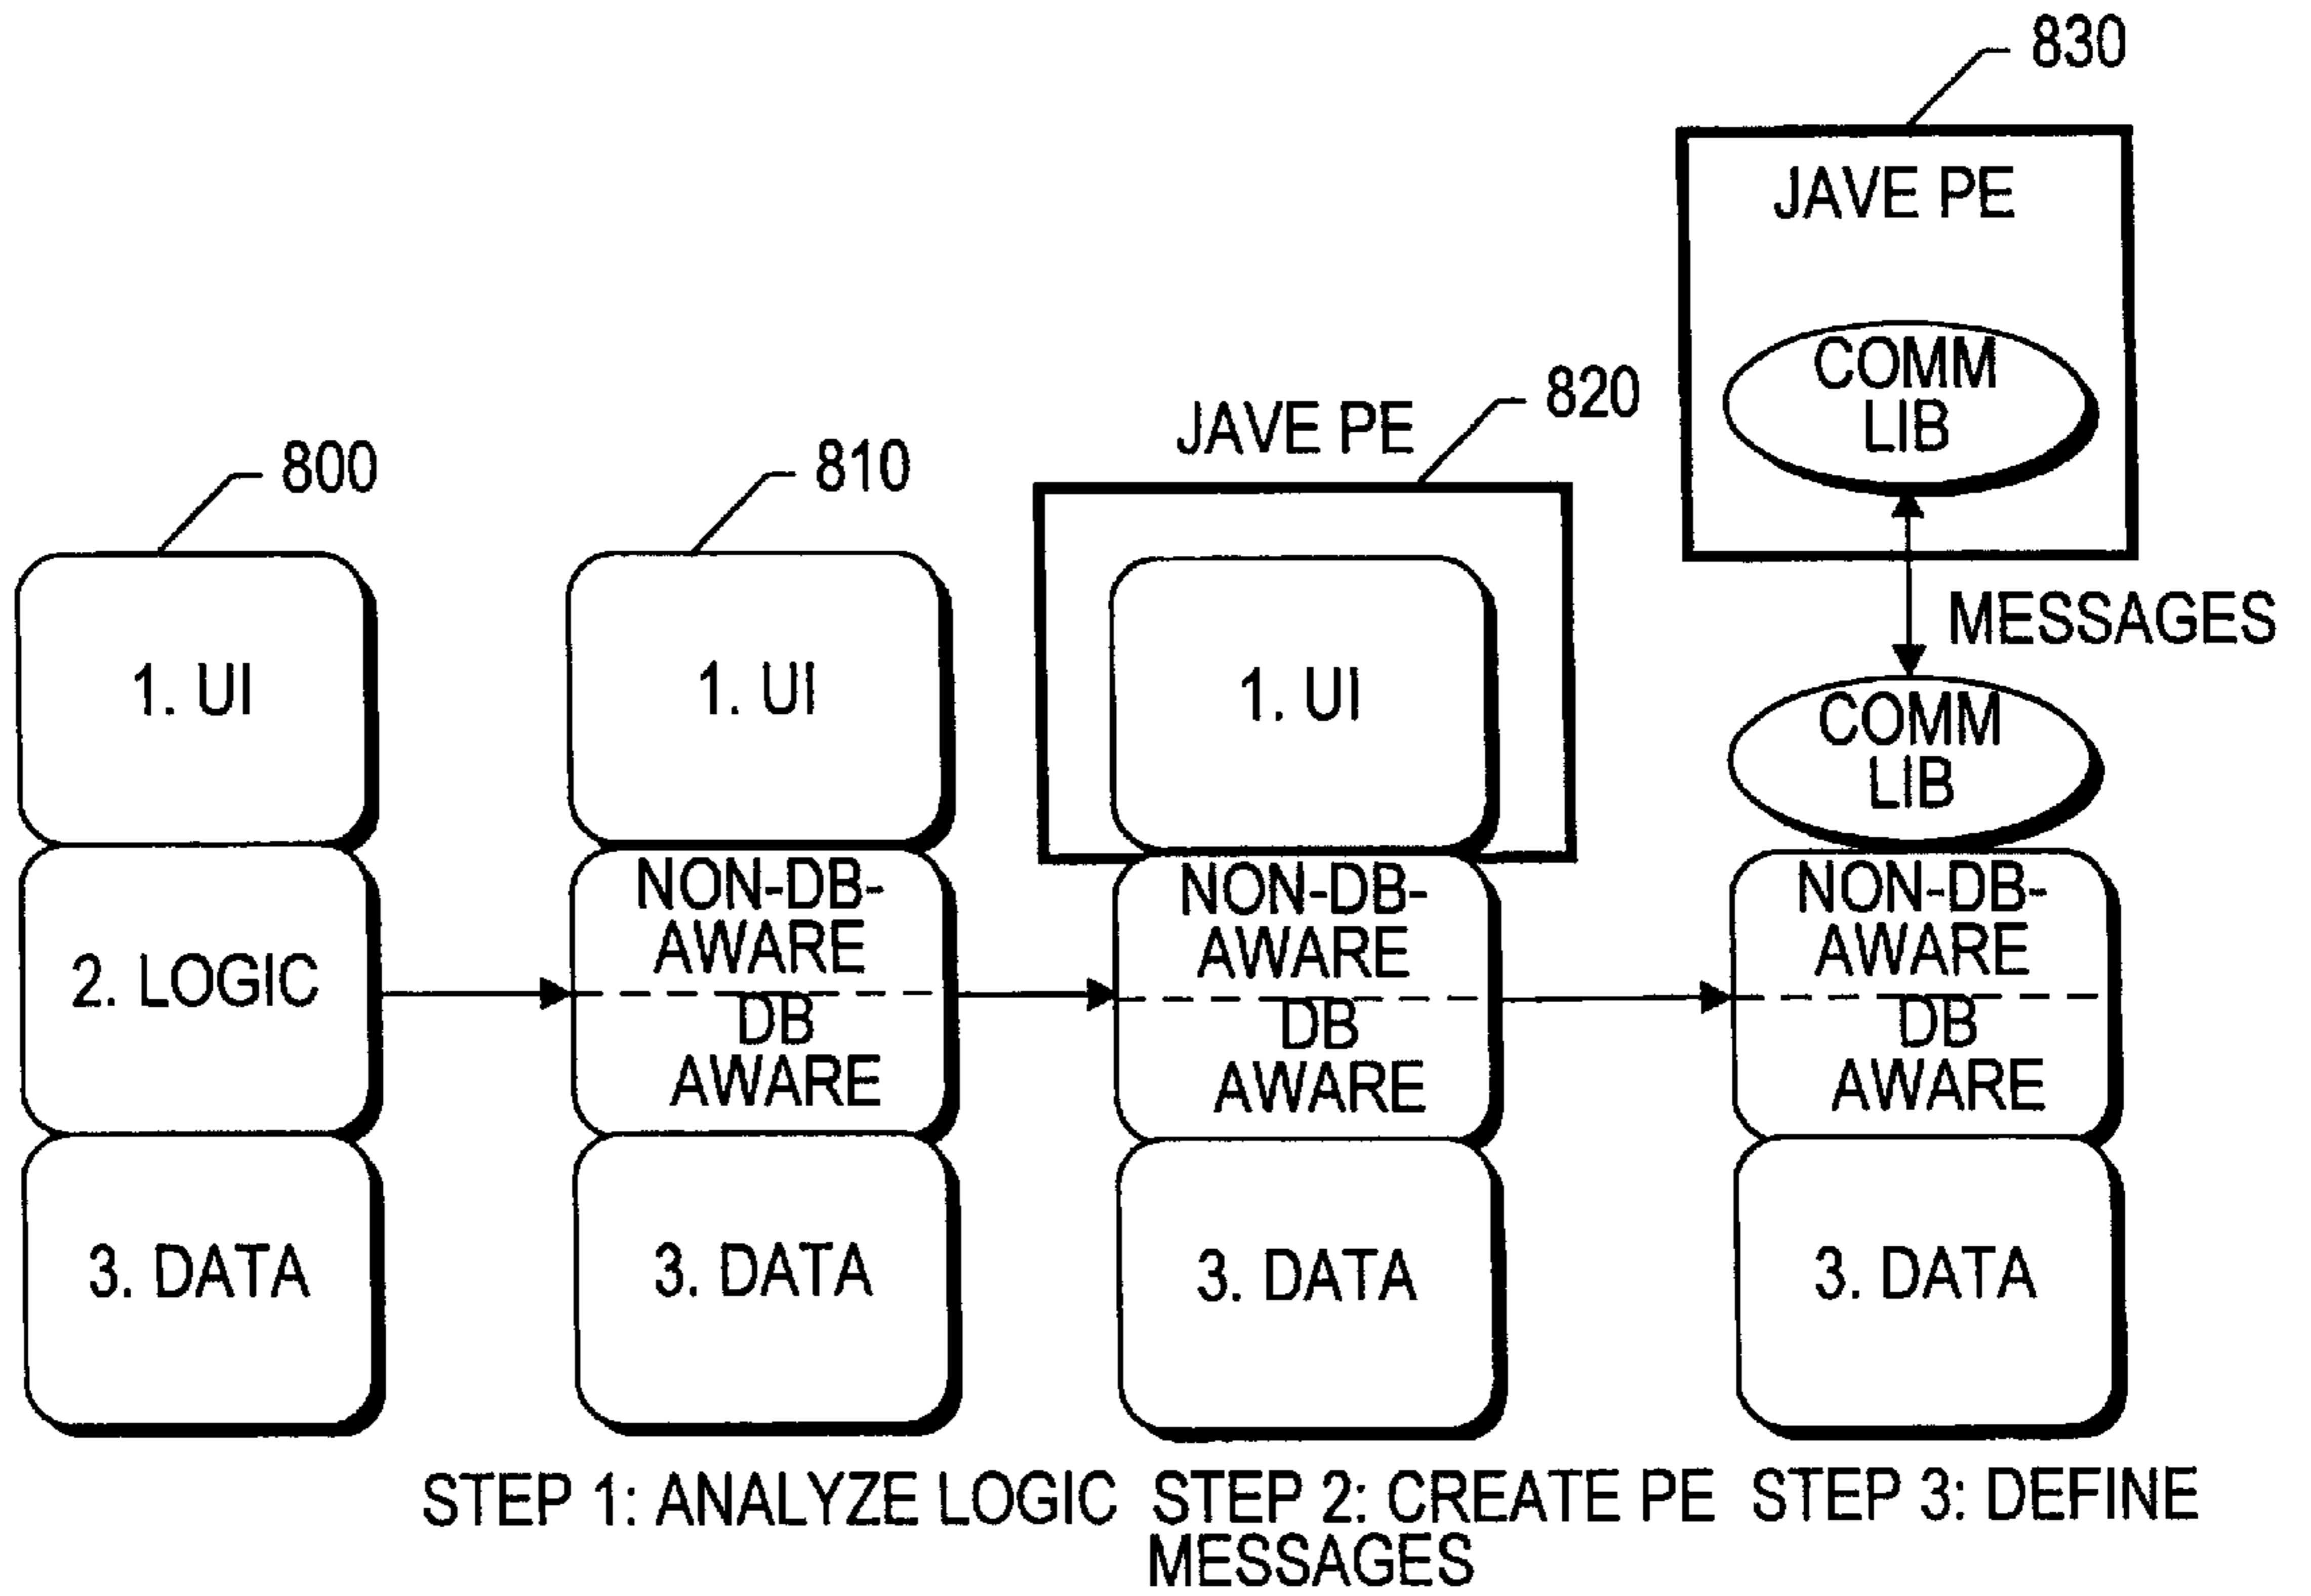 830
JAVE PE
COMM
LIB
MESSAGES
COMM
LIB
820
JAVE PE
800
810
1. UI
1. UI
1. UI
2. LOGIC
NON-DB-
AWARE
DB
AWARE
NON-DB-
AWARE
DB
AWARE
NON-DB-
AWARE
DB
AWARE
3. DATA
3. DATA
3. DATA
3. DATA
STEP 1: ANALYZE LOGIC STEP 2: CREATE PE STEP 3: DEFINE
MESSAGES